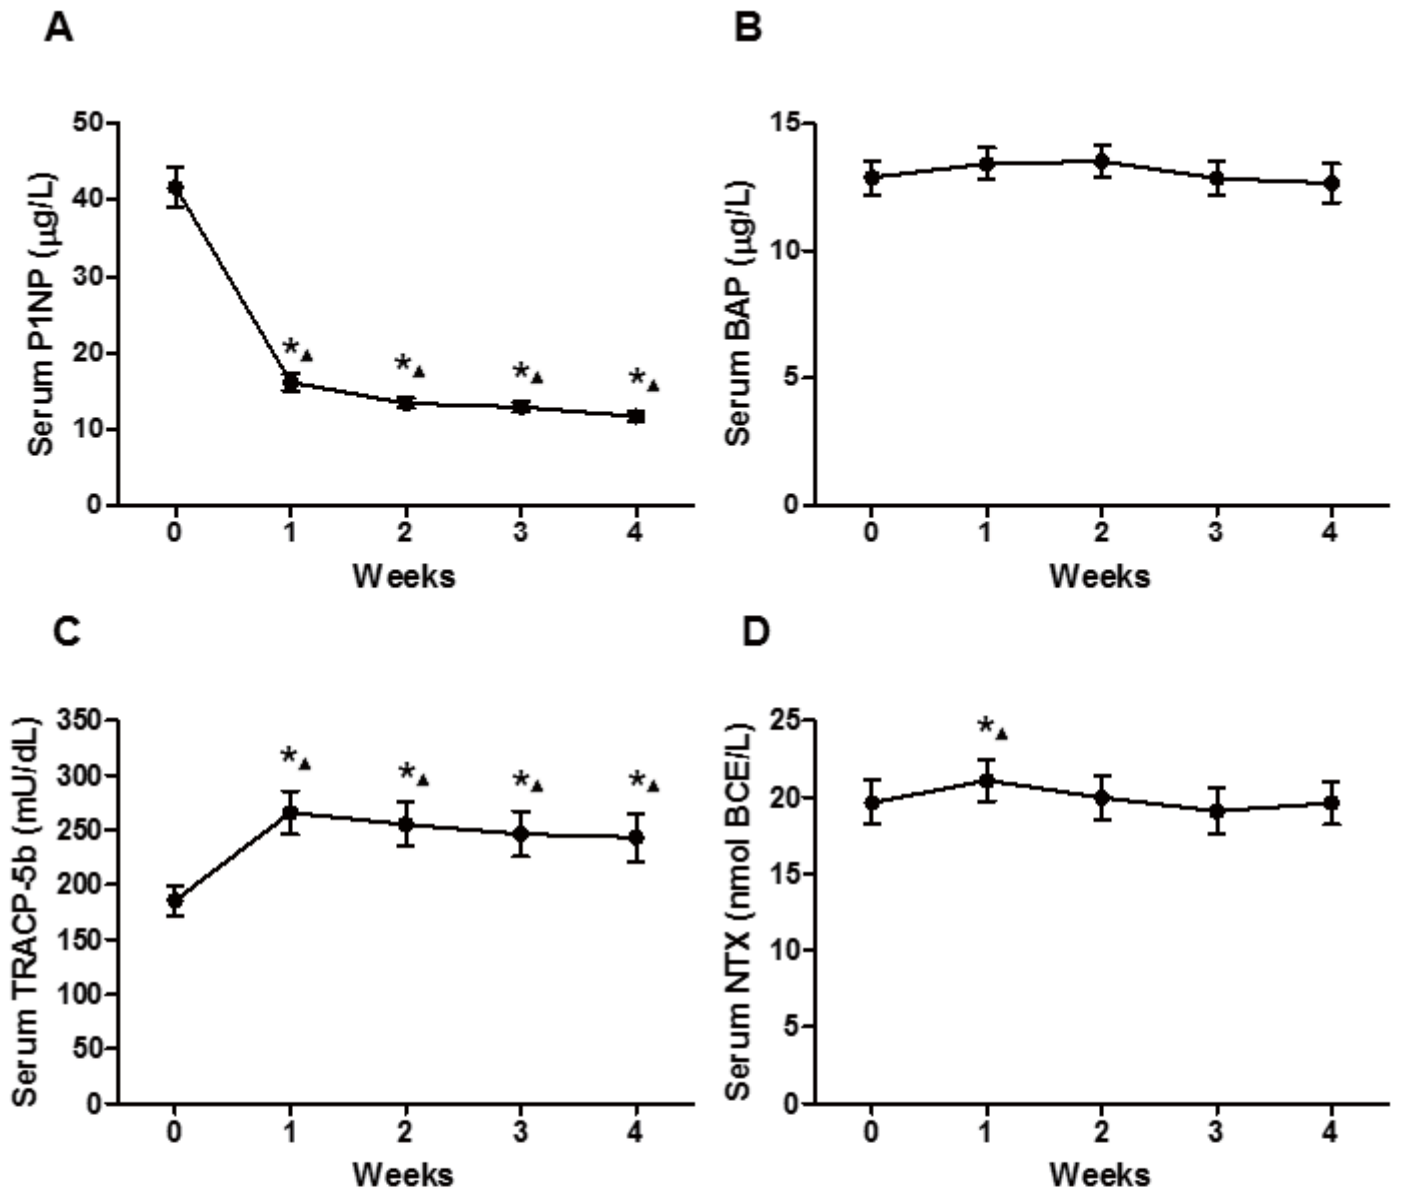 A
Serum P1NP (µg/L)
50
40
30
20
10
0
*▲ *▲ *▲ *▲
0 1 2 3 4
Weeks
B
Serum BAP (µg/L)
15
10
5
0
0 1 2 3 4
Weeks
C
Serum TRACP-5b (mU/dL)
350
300
250
200
150
100
50
0
*▲ *▲ *▲ *▲
0 1 2 3 4
Weeks
D
Serum NTX (nmol BCE/L)
25
20
15
10
5
0
*▲
0 1 2 3 4
Weeks